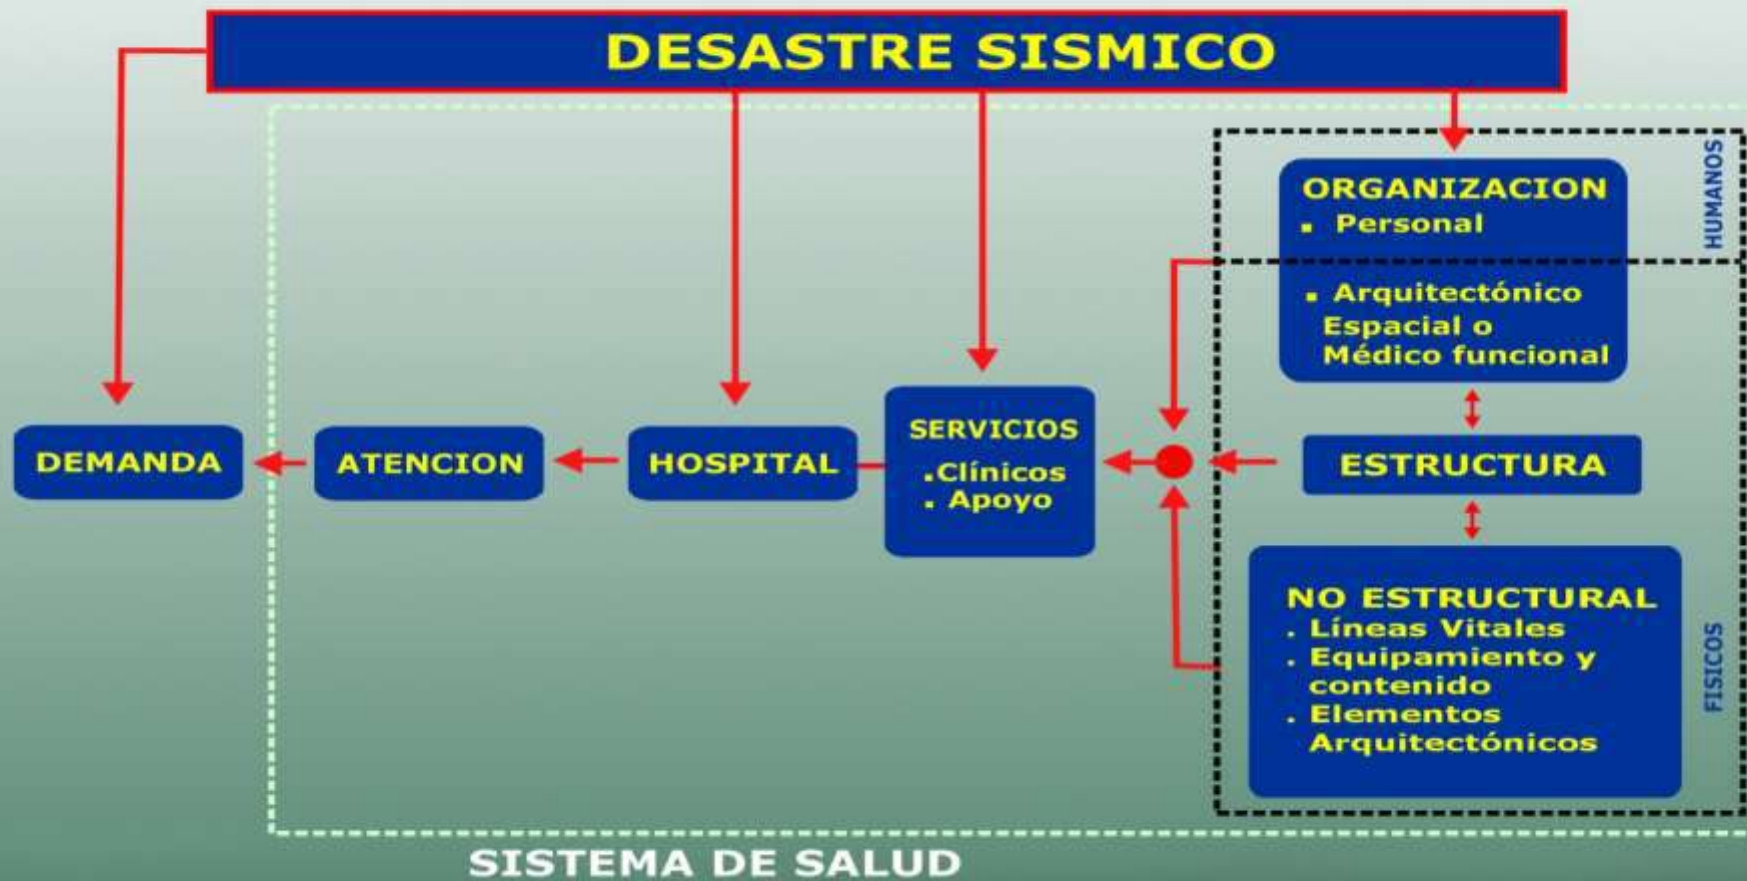 DESASTRE SISMICO
HUMANOS
ORGANIZACION
▪ Personal
▪ Arquitectónico
Espacial o
Médico funcional
DEMANDA
ATENCION
HOSPITAL
SERVICIOS
.Clínicos
▪ Apoyo
ESTRUCTURA
NO ESTRUCTURAL
. Líneas Vitales
. Equipamiento y
contenido
. Elementos
Arquitectónicos
FISICOS
SISTEMA DE SALUD